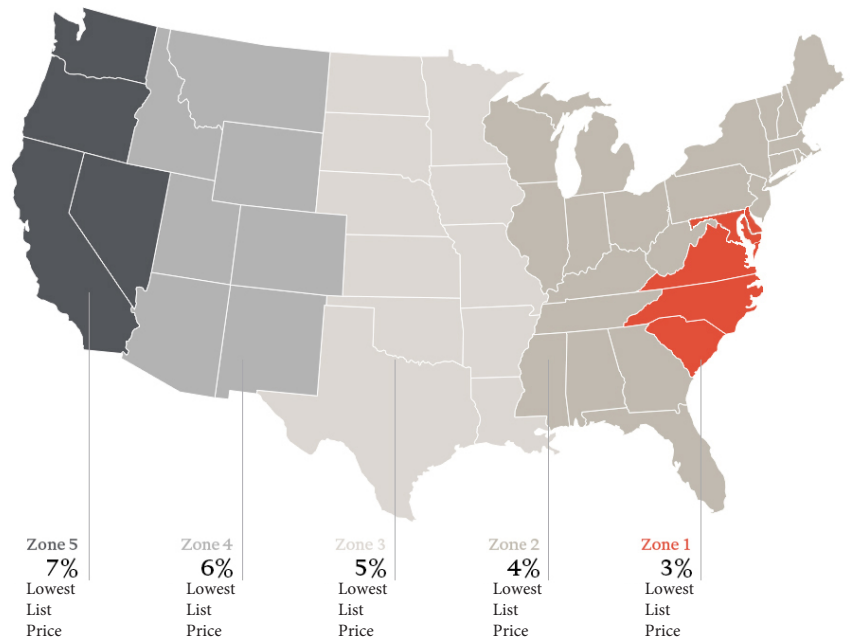 Zone 5
7%
Lowest
List
Price
Zone 4
6%
Lowest
List
Price
Zone 3
5%
Lowest
List
Price
Zone 2
4%
Lowest
List
Price
Zone 1
3%
Lowest
List
Price